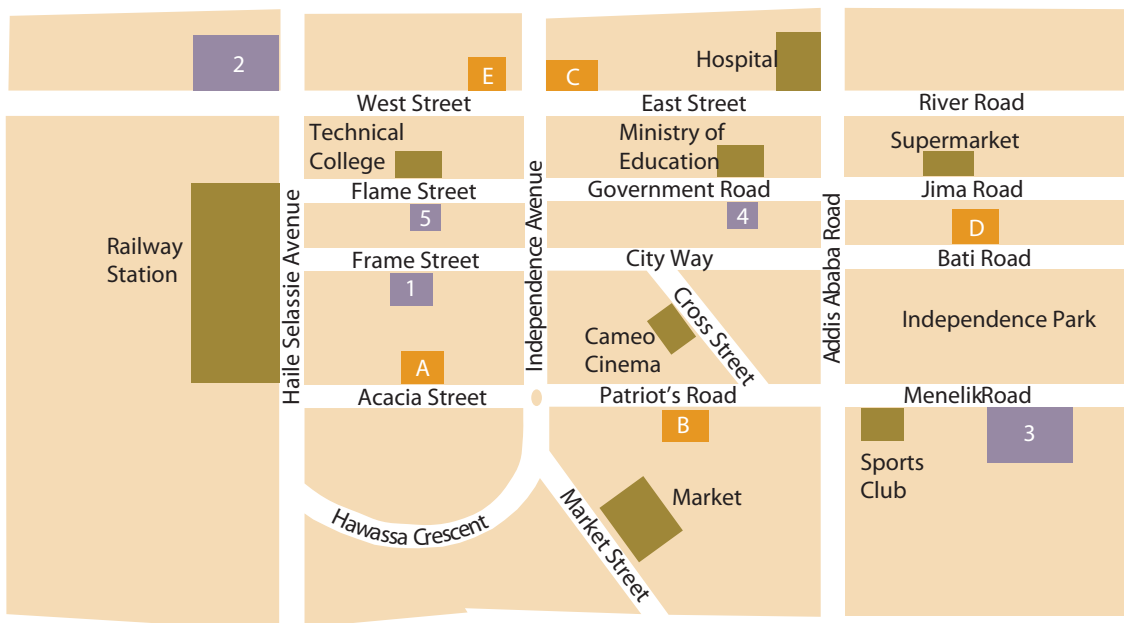 2
E
C
Hospital
West Street
East Street
River Road
Technical
College
Ministry of
Education
Supermarket
Flame Street
Government Road
Jima Road
5
4
D
Railway
Station
Haile Selassie Avenue
Independence Avenue
Addis Ababa Road
Frame Street
City Way
Bati Road
1
Cross Street
Cameo
Cinema
Independence Park
A
Acacia Street
Patriot's Road
MenelikRoad
B
3
Sports
Club
Market
Hawassa Crescent
Market Street